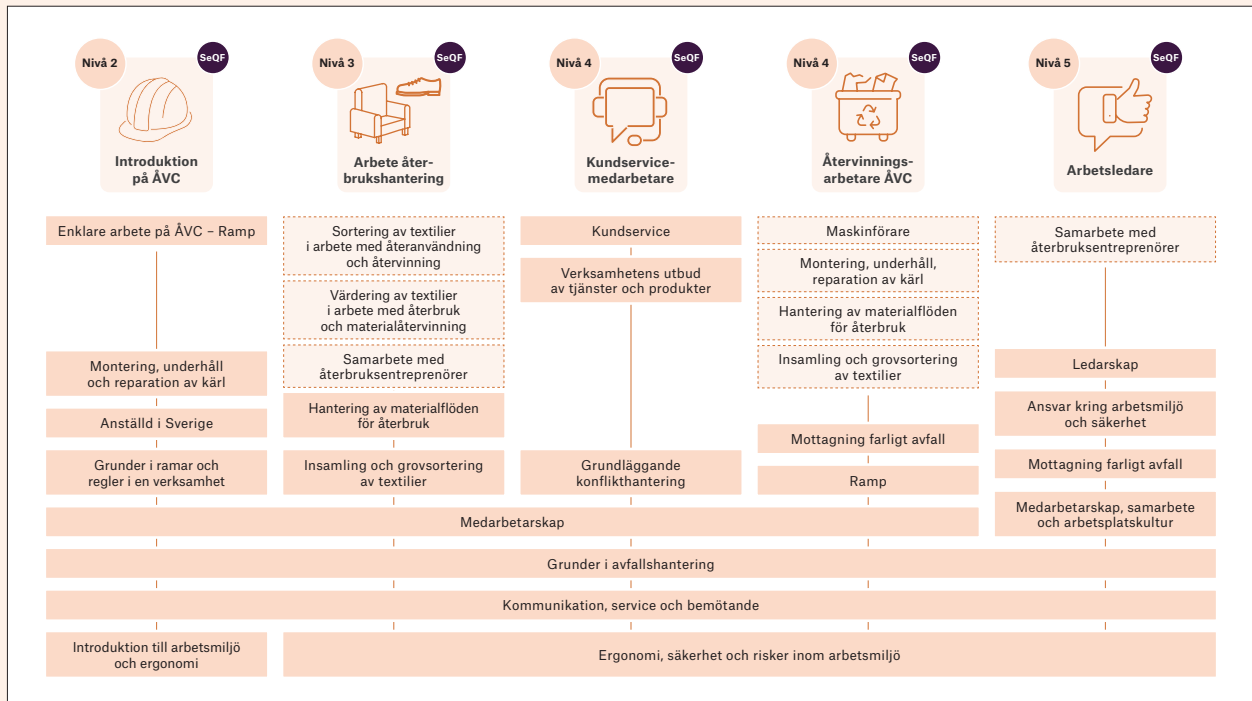 Nivå 2
SeQF
Introduktion
på ÅVC
Nivå 3
SeQF
Arbete åter-
brukshantering
Nivå 4
SeQF
Kundservice-
medarbetare
Nivå 4
SeQF
Återvinnings-
arbetare ÅVC
Nivå 5
SeQF
Arbetsledare
Enklare arbete på ÅVC – Ramp
Montering, underhåll
och reparation av kärl
Anställd i Sverige
Grunder i ramar och
regler i en verksamhet
Sortering av textilier
i arbete med återanvändning
och återvinning
Värdering av textilier
i arbete med återbruk
och materialåtervinning
Samarbete med
återbruksentreprenörer
Hantering av materialflöden
för återbruk
Insamling och grovsortering
av textilier
Kundservice
Verksamhetens utbud
av tjänster och produkter
Grundläggande
konflikthantering
Maskinförare
Montering, underhåll,
reparation av kärl
Hantering av materialflöden
för återbruk
Insamling och grovsortering
av textilier
Mottagning farligt avfall
Ramp
Samarbete med
återbruksentreprenörer
Ledarskap
Ansvar kring arbetsmiljö
och säkerhet
Mottagning farligt avfall
Medarbetarskap, samarbete
och arbetsplatskultur
Medarbetarskap
Grunder i avfallshantering
Kommunikation, service och bemötande
Introduktion till arbetsmiljö
och ergonomi
Ergonomi, säkerhet och risker inom arbetsmiljö